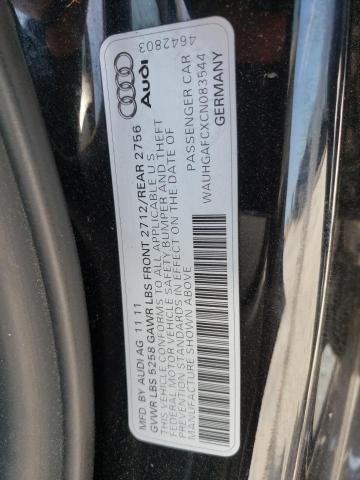 46642803
Audi
MFD. BY AUDI AG 11 11
GVWR LBS 5258 GAWR LBS FRONT 2712/REAR 2756
THIS VEHICLE CONFORMS TO ALL APPLICABLE U S
FEDERAL MOTOR VEHICLE SAFETY, BUMPER AND THEFT
PREVENTION STANDARDS IN EFFECT ON THE DATE OF
MANUFACTURE SHOWN ABOVE
PASSENGER CAR
WAUHGAFCXCN083544
GERMANY